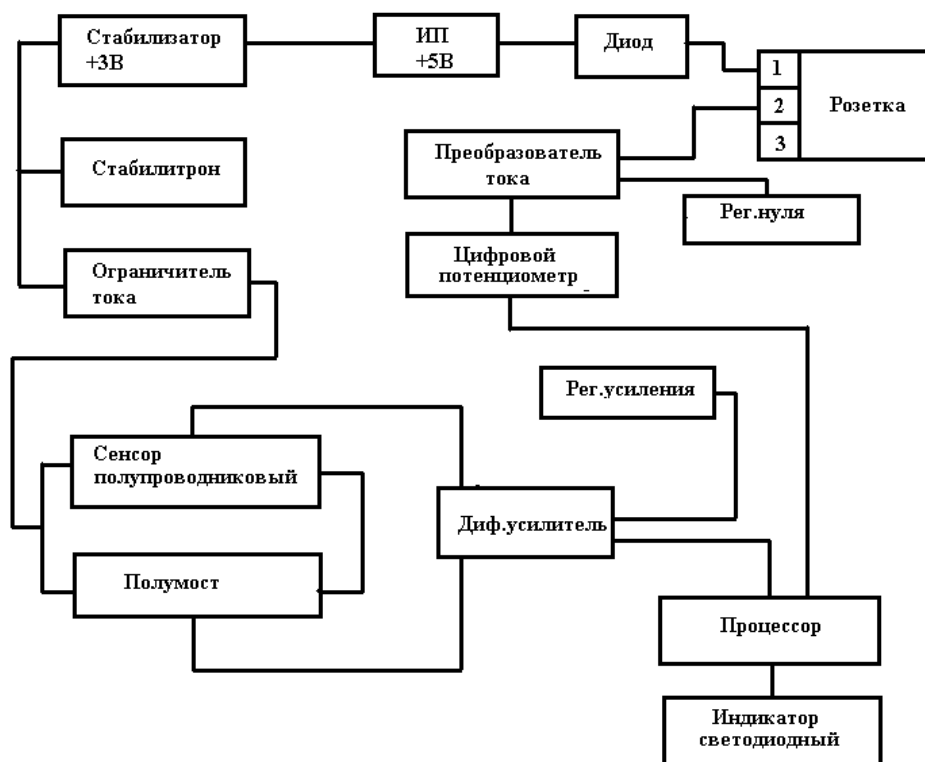 Стабилизатор
+3В
ИП
+5В
Диод
1
2
3
Розетка
Стабилитрон
Преобразователь
тока
Рег.нуля
Ограничитель
тока
Цифровой
потенциометр
Рег.усиления
Сенсор
полупроводниковый
Диф.усилитель
Полумост
Процессор
Индикатор
светодиодный